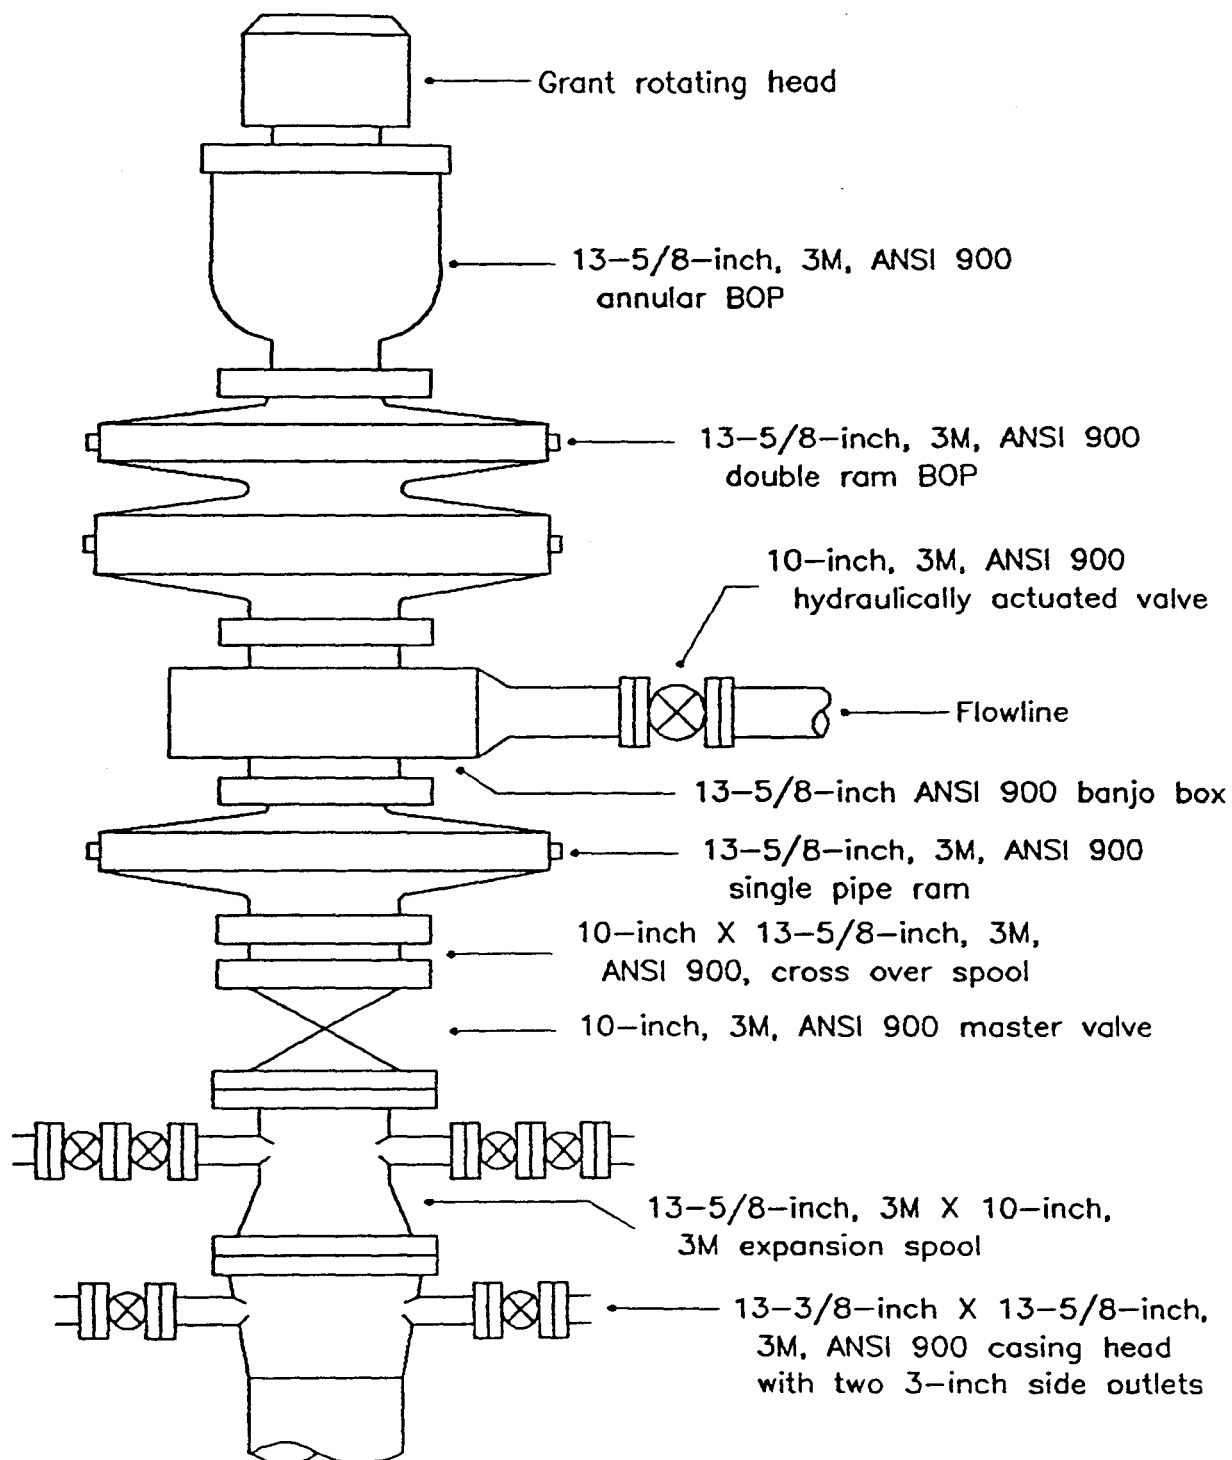 Grant rotating head
13-5/8-inch, 3M, ANSI 900
annular BOP
13-5/8-inch, 3M, ANSI 900
double ram BOP
10-inch, 3M, ANSI 900
hydraulically actuated valve
Flowline
13-5/8-inch ANSI 900 banjo box
13-5/8-inch, 3M, ANSI 900
single pipe ram
10-inch X 13-5/8-inch, 3M,
ANSI 900, cross over spool
10-inch, 3M, ANSI 900 master valve
13-5/8-inch, 3M X 10-inch,
3M expansion spool
13-3/8-inch X 13-5/8-inch,
3M, ANSI 900 casing head
with two 3-inch side outlets